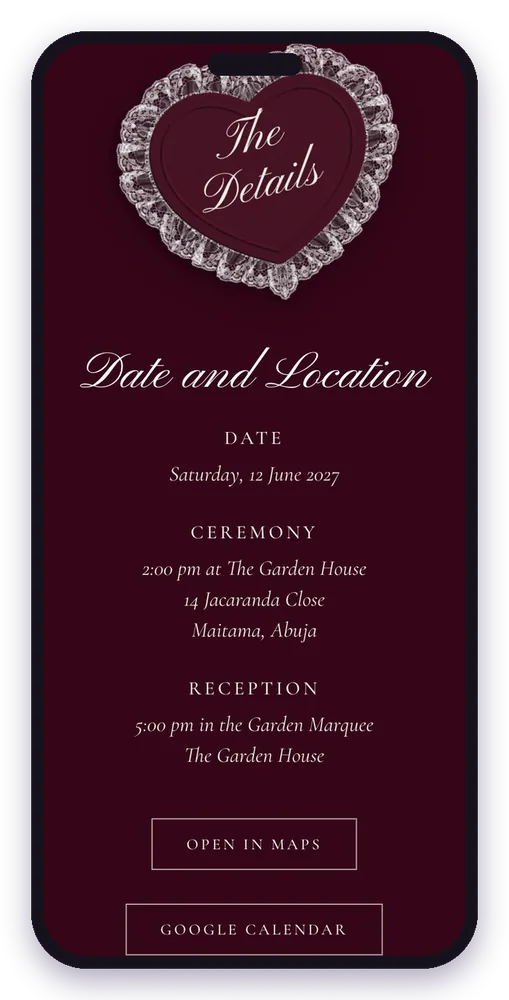 The
Details
Date and Location
DATE
Saturday, 12 June 2027
CEREMONY
2:00 pm at The Garden House
14 Jacaranda Close
Maitama, Abuja
RECEPTION
5:00 pm in the Garden Marquee
The Garden House
OPEN IN MAPS
GOOGLE CALENDAR